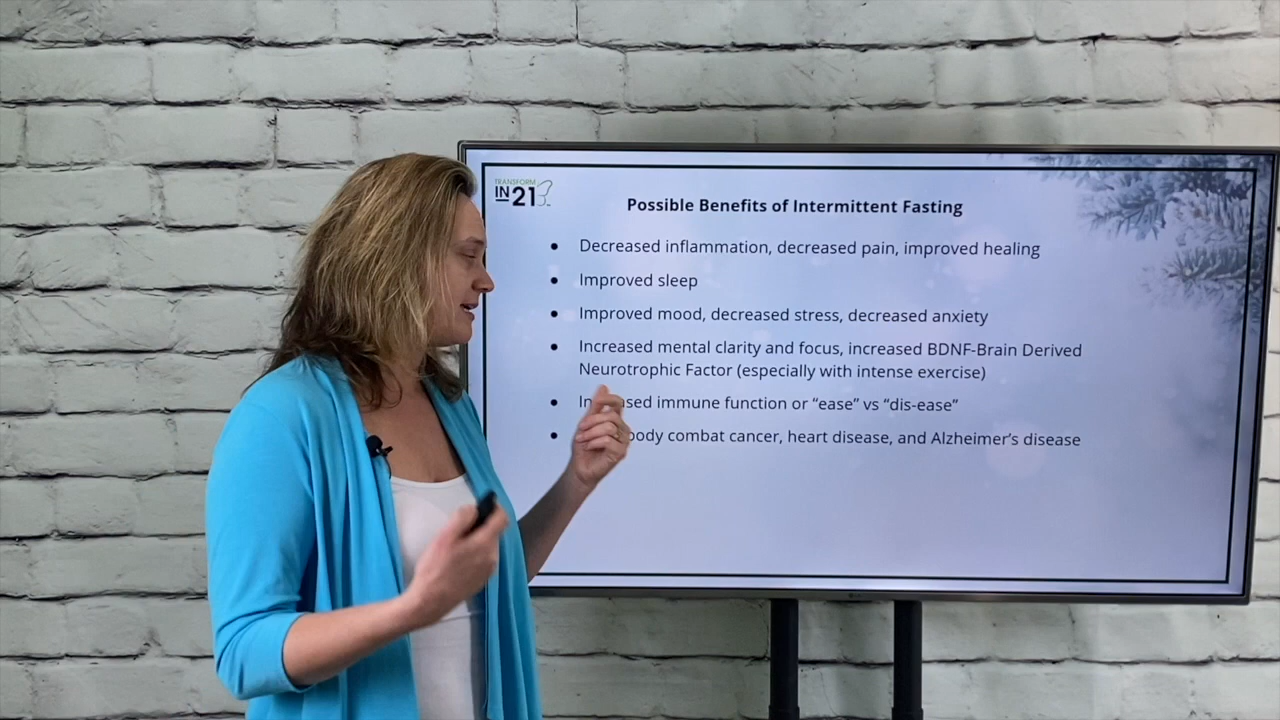 TRANSFORM
IN 21
Possible Benefits of Intermittent Fasting
• Decreased inflammation, decreased pain, improved healing
• Improved sleep
• Improved mood, decreased stress, decreased anxiety
• Increased mental clarity and focus, increased BDNF-Brain Derived
Neurotrophic Factor (especially with intense exercise)
• immune function or “ease” vs “dis-ease”
• body combat cancer, heart disease, and Alzheimer’s disease